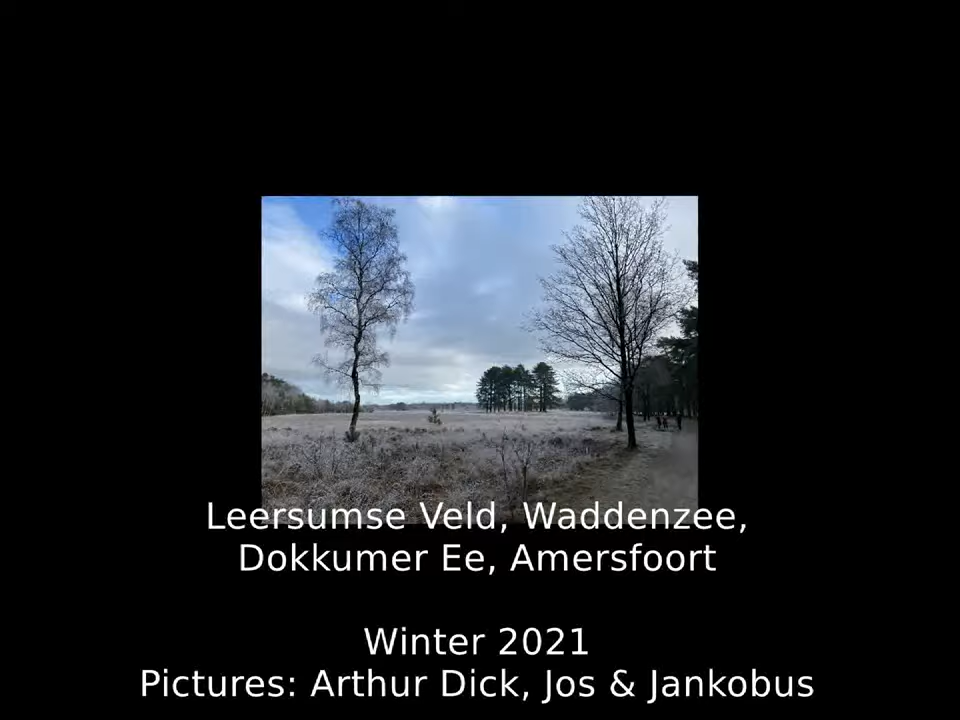 Leersumse Veld, Waddenzee,
Dokkumer Ee, Amersfoort
Winter 2021
Pictures: Arthur Dick, Jos & Jankobus